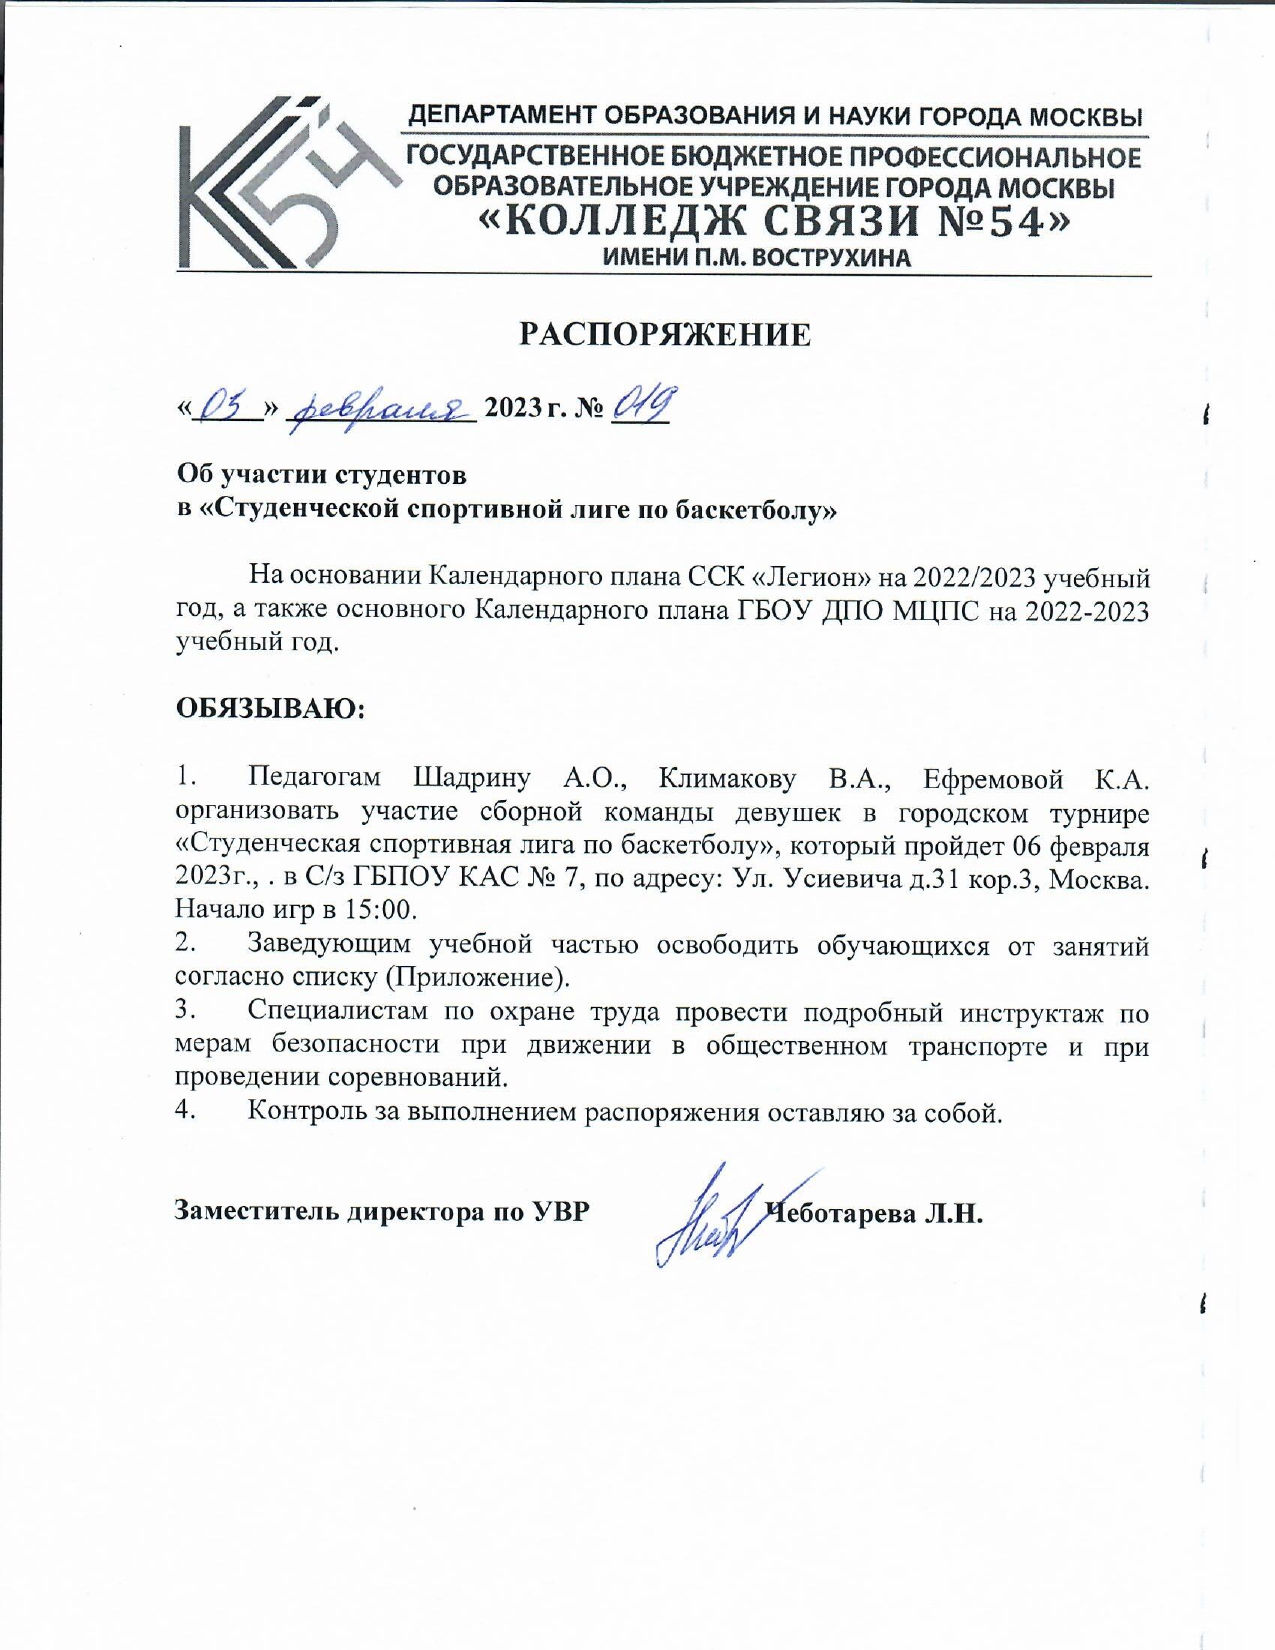 К54
ДЕПАРТАМЕНТ ОБРАЗОВАНИЯ И НАУКИ ГОРОДА МОСКВЫ
ГОСУДАРСТВЕННОЕ БЮДЖЕТНОЕ ПРОФЕССИОНАЛЬНОЕ
ОБРАЗОВАТЕЛЬНОЕ УЧРЕЖДЕНИЕ ГОРОДА МОСКВЫ
«КОЛЛЕДЖ СВЯЗИ №54»
ИМЕНИ П.М. ВОСТРУХИНА
РАСПОРЯЖЕНИЕ
«03» февраля 2023 г. № 019
Об участии студентов
в «Студенческой спортивной лиге по баскетболу»
На основании Календарного плана ССК «Легион» на 2022/2023 учебный
год, а также основного Календарного плана ГБОУ ДПО МЦПС на 2022-2023
учебный год.
ОБЯЗЫВАЮ:
1. Педагогам Шадрину А.О., Климакову В.А., Ефремовой К.А.
организовать участие сборной команды девушек в городском турнире
«Студенческая спортивная лига по баскетболу», который пройдет 06 февраля
2023г., . в С/з ГБПОУ КАС № 7, по адресу: Ул. Усиевича д.31 кор.3, Москва.
Начало игр в 15:00.
2. Заведующим учебной частью освободить обучающихся от занятий
согласно списку (Приложение).
3. Специалистам по охране труда провести подробный инструктаж по
мерам безопасности при движении в общественном транспорте и при
проведении соревнований.
4. Контроль за выполнением распоряжения оставляю за собой.
Заместитель директора по УВР Чеботарева Л.Н.